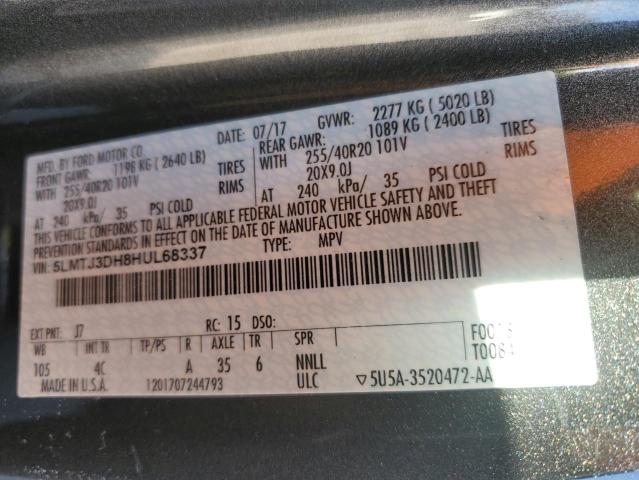 MFD. BY FORD MOTOR CO.
DATE: 07/17 GVWR: 2277 KG ( 5020 LB)
FRONT GAWR: 1198 KG ( 2640 LB) REAR GAWR: 1089 KG ( 2400 LB)
WITH 255/40R20 101V TIRES WITH 255/40R20 101V TIRES
20X9.0J RIMS 20X9.0J RIMS
AT 240 kPa/ 35 PSI COLD AT 240 kPa/ 35 PSI COLD
THIS VEHICLE CONFORMS TO ALL APPLICABLE FEDERAL MOTOR VEHICLE SAFETY AND THEFT
PREVENTION STANDARDS IN EFFECT ON THE DATE OF MANUFACTURE SHOWN ABOVE.
VIN: 5LMTJ3DH8HUL68337 TYPE: MPV
EXT PNT: J7 RC: 15 DSO: F0018
WB INT TR TP/PS R AXLE TR SPR T0084
105 4C A 35 6 NNLL
MADE IN U.S.A. 1201707244793 ULC ▽5U5A-3520472-AA